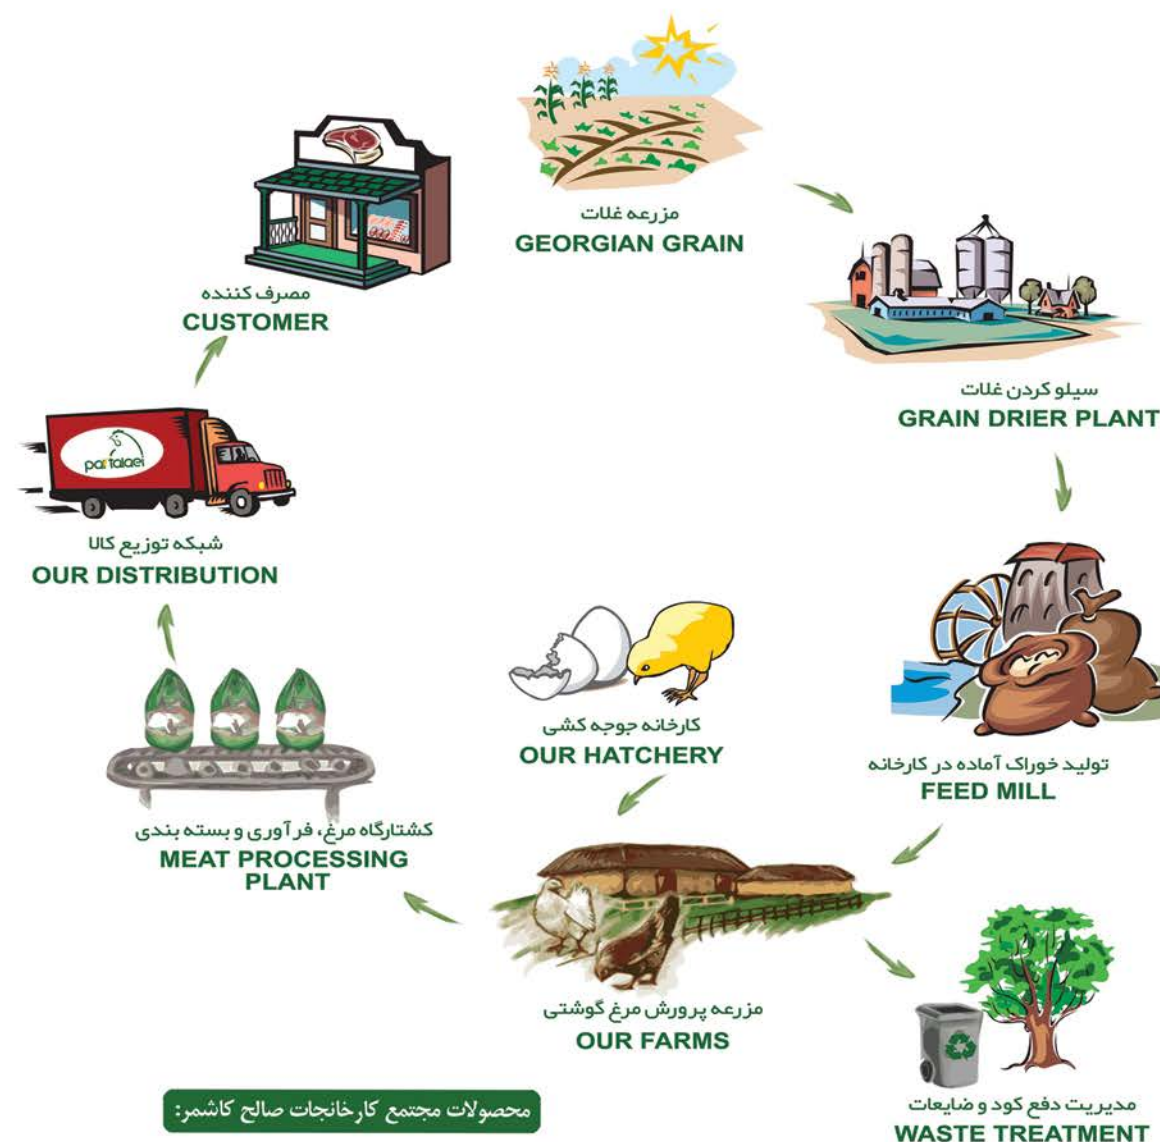 مزرعه غلات
GEORGIAN GRAIN
سیلو کردن غلات
GRAIN DRIER PLANT
تولید خوراک آماده در کارخانه
FEED MILL
کارخانه جوجه کشی
OUR HATCHERY
مزرعه پرورش مرغ گوشتی
OUR FARMS
مدیریت دفع کود و ضایعات
WASTE TREATMENT
کشتارگاه مرغ، فرآوری و بسته بندی
MEAT PROCESSING
PLANT
شبکه توزیع کالا
OUR DISTRIBUTION
مصرف کننده
CUSTOMER
محصولات مجتمع کارخانجات صالح کاشمر: